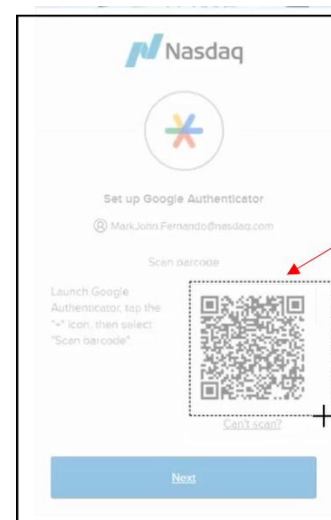 Nasdaq
Set up Google Authenticator
MarkJohn.Fernando@nasdaq.com
Scan barcode
Launch Google
Authenticator, tap the
"+" icon, then select
"Scan barcode".
Can't scan?
Next